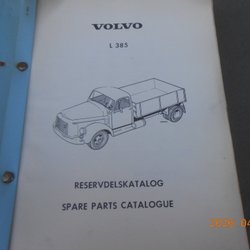 VOLVO
L 385
RESERVDELSKATALOG
SPARE PARTS CATALOGUE